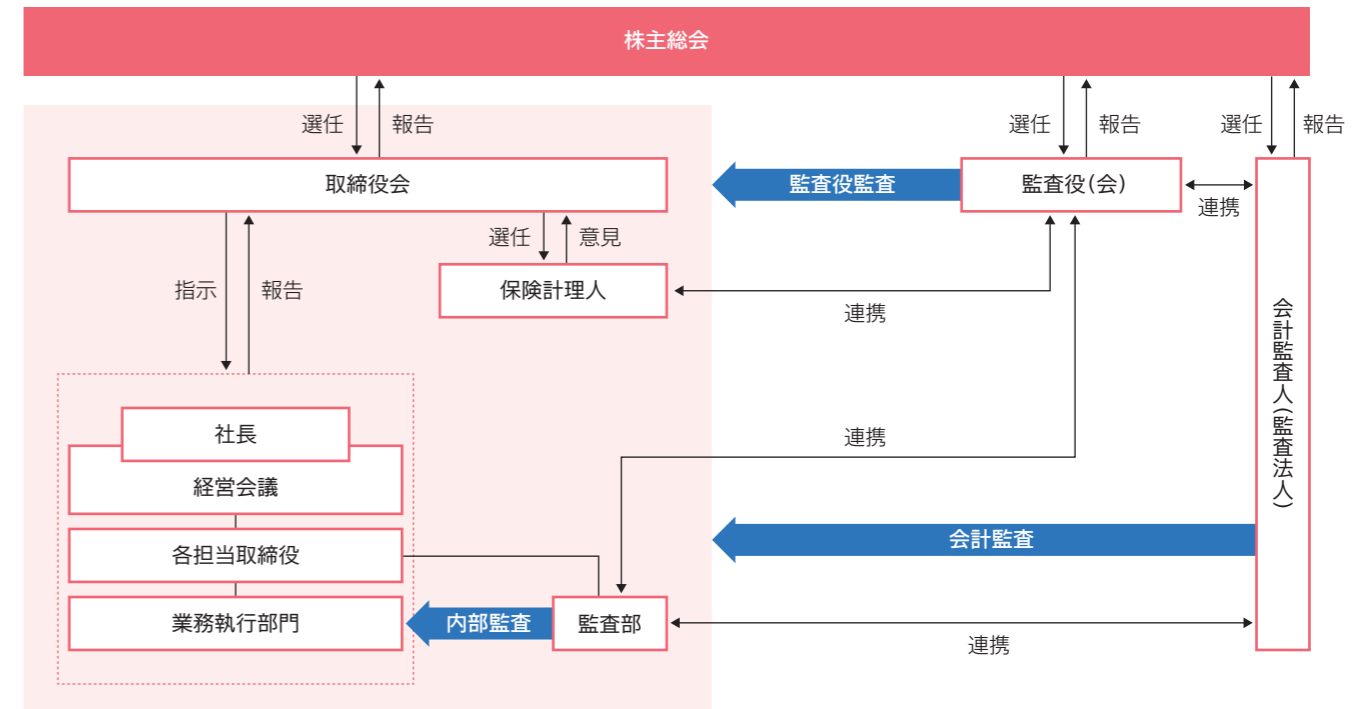 株主総会
選任
報告
選任
報告
選任
報告
取締役会
監査役監査
監査役(会)
連携
選任
意見
指示
報告
保険計理人
連携
会計監査人(監査法人)
社長
連携
経営会議
会計監査
各担当取締役
業務執行部門
内部監査
監査部
連携